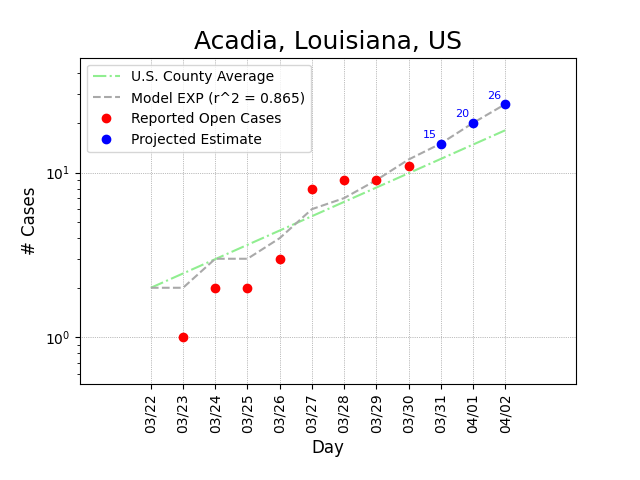 Acadia, Louisiana, US
U.S. County Average
Model EXP (r^2 = 0.865)
Reported Open Cases
Projected Estimate
26
20
15
10^1
10^0
# Cases
03/22
03/23
03/24
03/25
03/26
03/27
03/28
03/29
03/30
03/31
04/01
04/02
Day